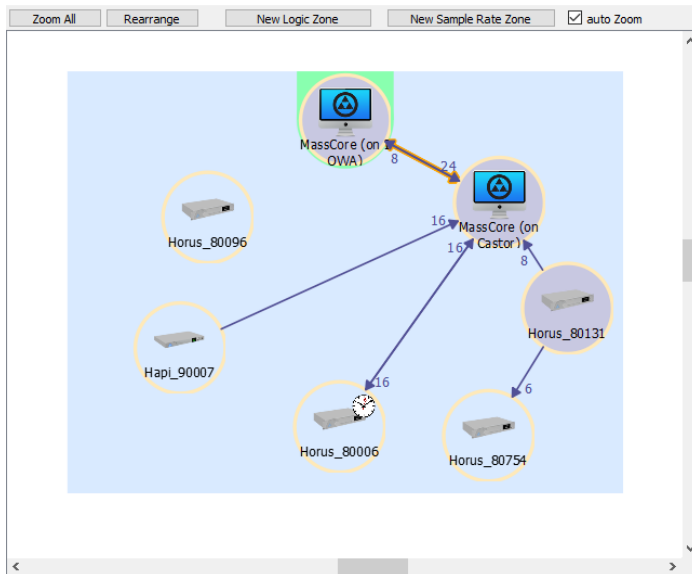 Zoom All
Rearrange
New Logic Zone
New Sample Rate Zone
auto Zoom
MassCore (on
OWA)
8
24
MassCore (on
Castor)
Horus_80096
16
16
8
Horus_80131
Hapi_90007
16
6
Horus_80006
Horus_80754